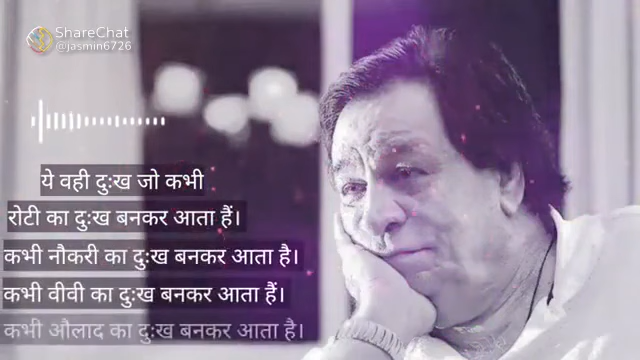 ShareChat
@jasmin6726
ये वही दुःख जो कभी
रोटी का दुःख बनकर आता हैं।
कभी नौकरी का दुःख बनकर आता है।
कभी वीवी का दुःख बनकर आता हैं।
कभी औलाद का दुःख बनकर आता है।